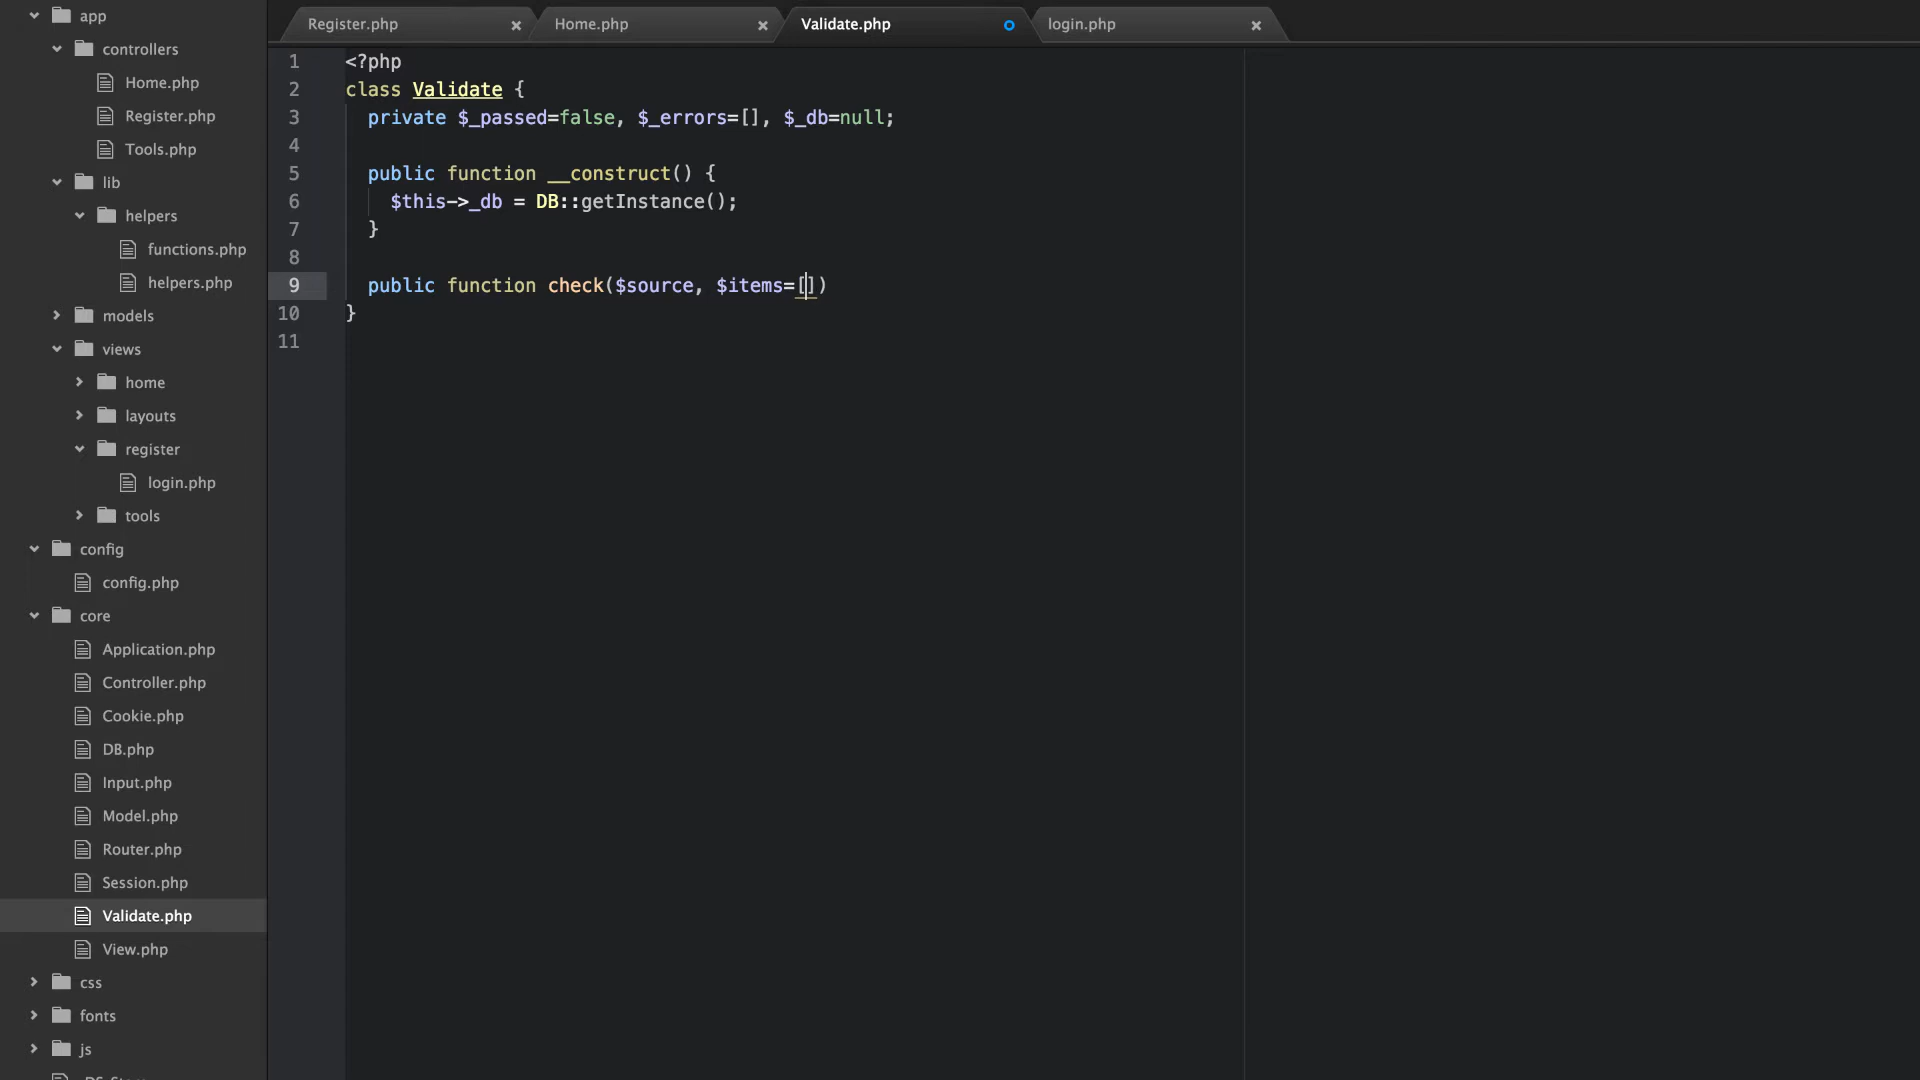 app
controllers
Home.php
Register.php
Tools.php
lib
helpers
functions.php
helpers.php
models
views
home
layouts
register
login.php
tools
config
config.php
core
Application.php
Controller.php
Cookie.php
DB.php
Input.php
Model.php
Router.php
Session.php
Validate.php
View.php
css
fonts
js
Register.php
Home.php
Validate.php
login.php
1 <?php
2 class Validate {
3 private $_passed=false, $_errors=[], $_db=null;
4
5 public function __construct() {
6 $this->_db = DB::getInstance();
7 }
8
9 public function check($source, $items=[])
10 }
11